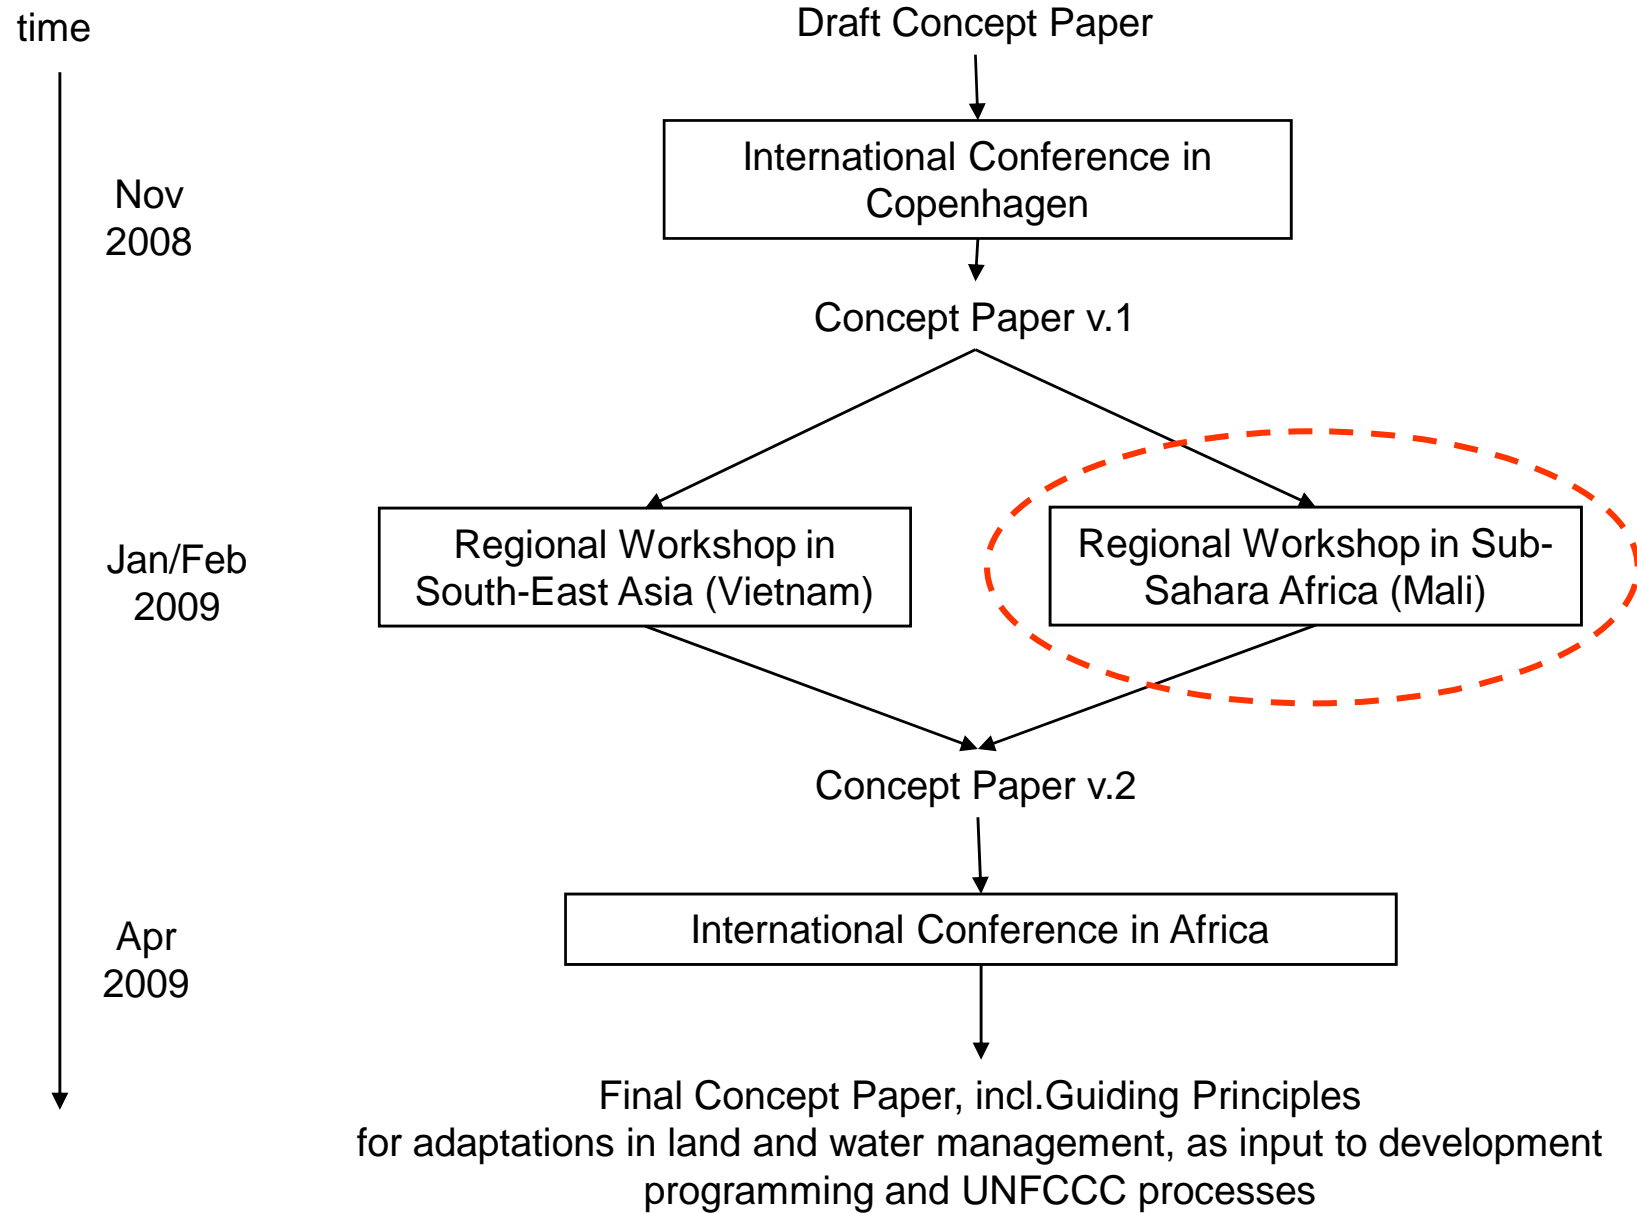 time
Draft Concept Paper
International Conference in
Copenhagen
Nov
2008
Concept Paper v.1
Regional Workshop in
South-East Asia (Vietnam)
Regional Workshop in Sub-
Sahara Africa (Mali)
Jan/Feb
2009
Concept Paper v.2
International Conference in Africa
Apr
2009
Final Concept Paper, incl.Guiding Principles
for adaptations in land and water management, as input to development
programming and UNFCCC processes